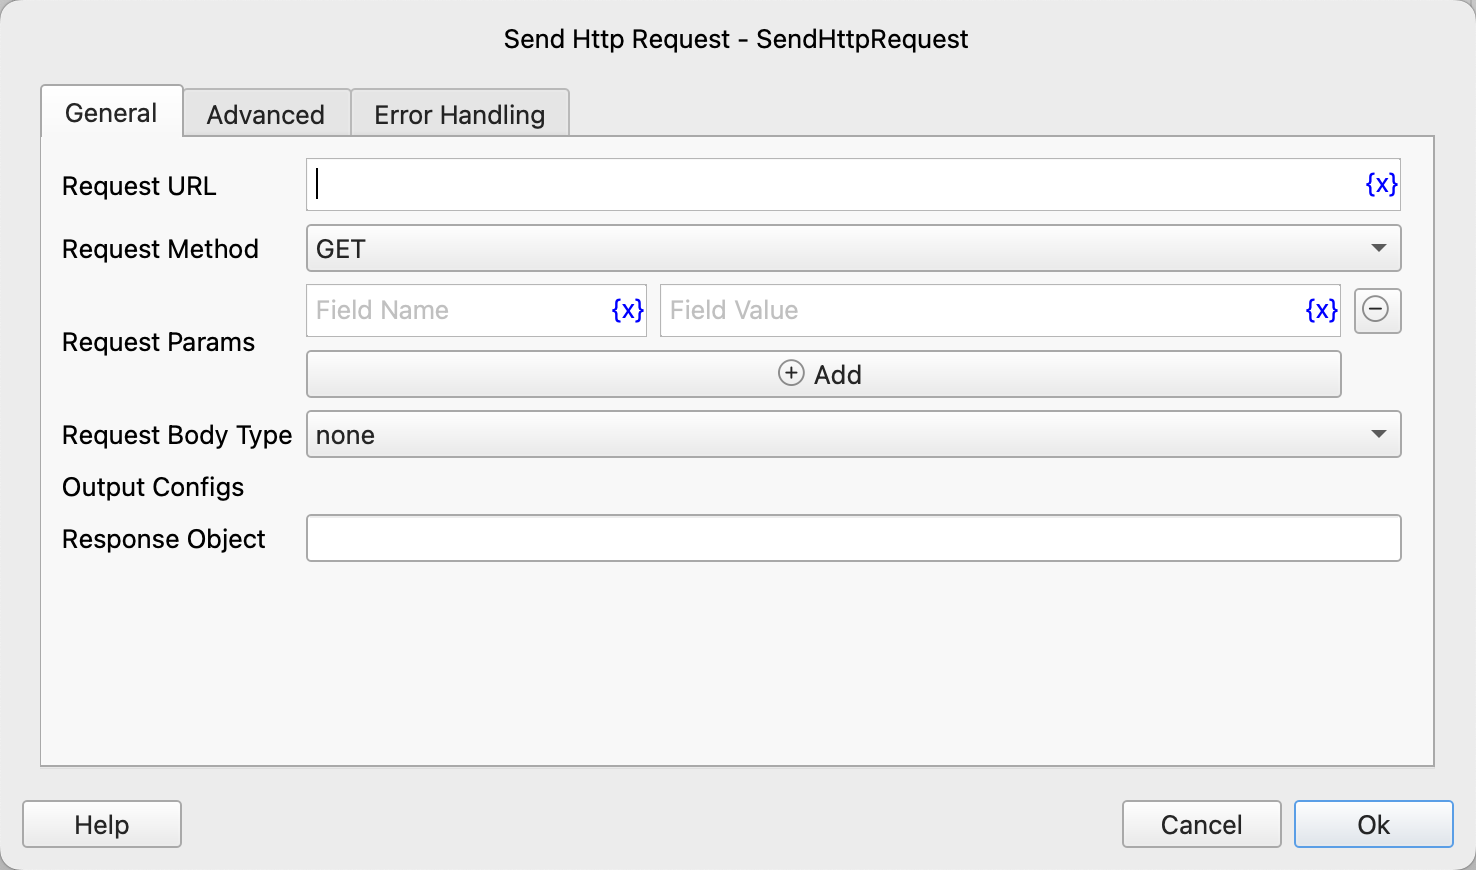 Send Http Request - SendHttpRequest
General Advanced Error Handling
Request URL {x}
Request Method GET
Field Name {x} Field Value {x}
Request Params
Add
Request Body Type none
Output Configs
Response Object
Help Cancel Ok